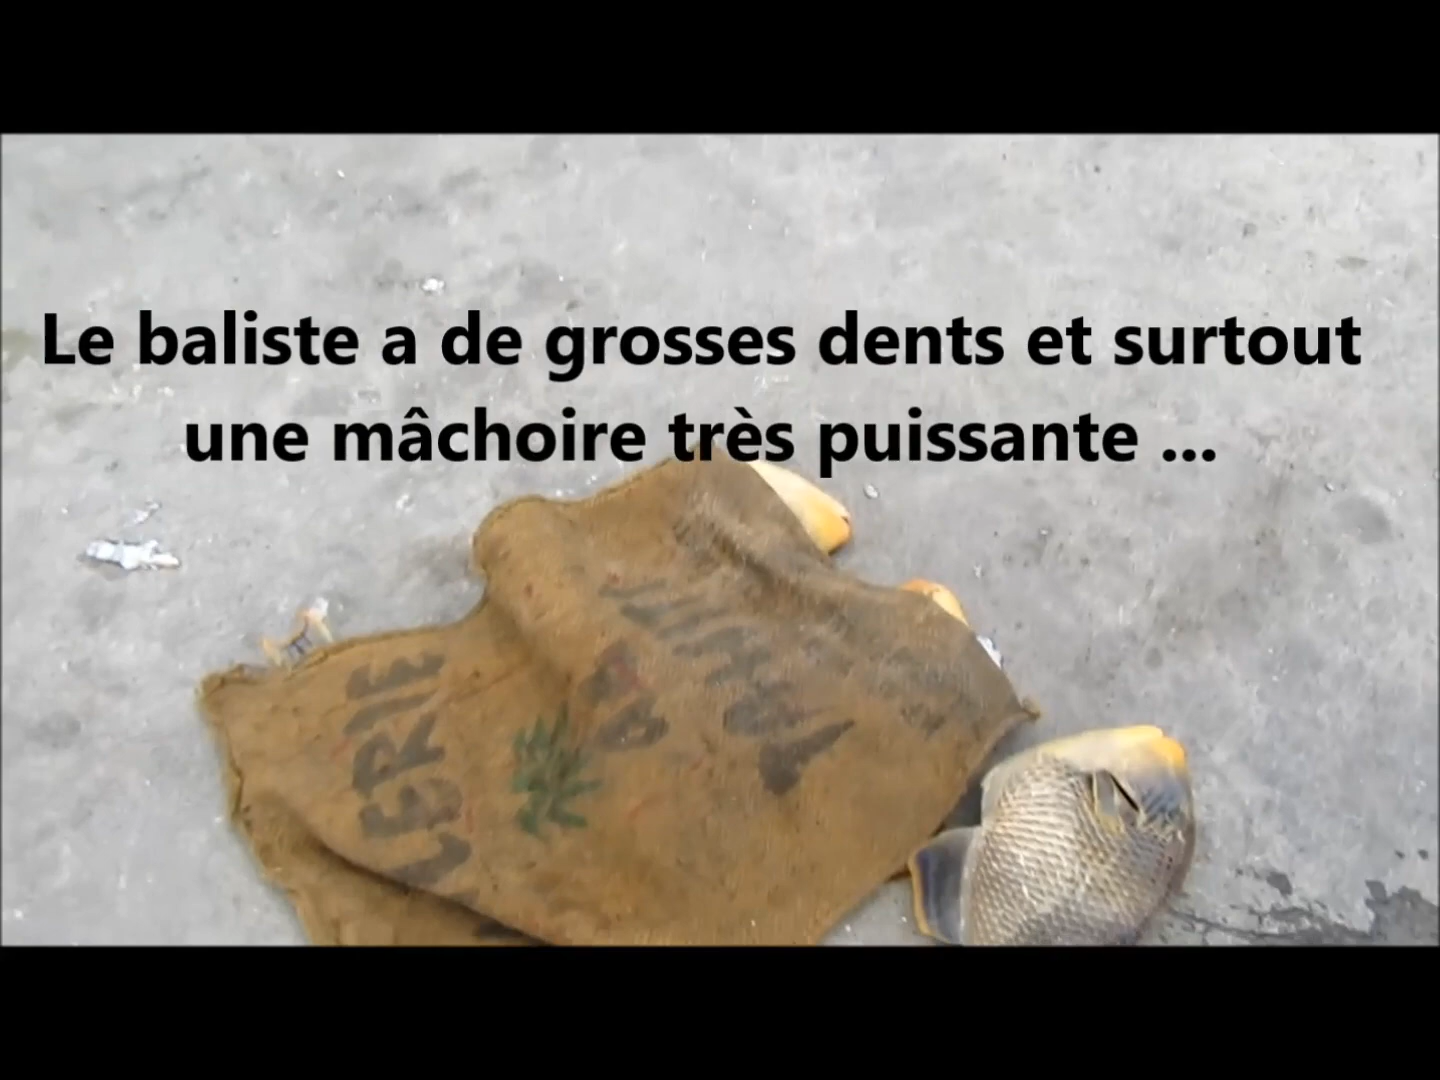 Le baliste a de grosses dents et surtout
une mâchoire très puissante ...